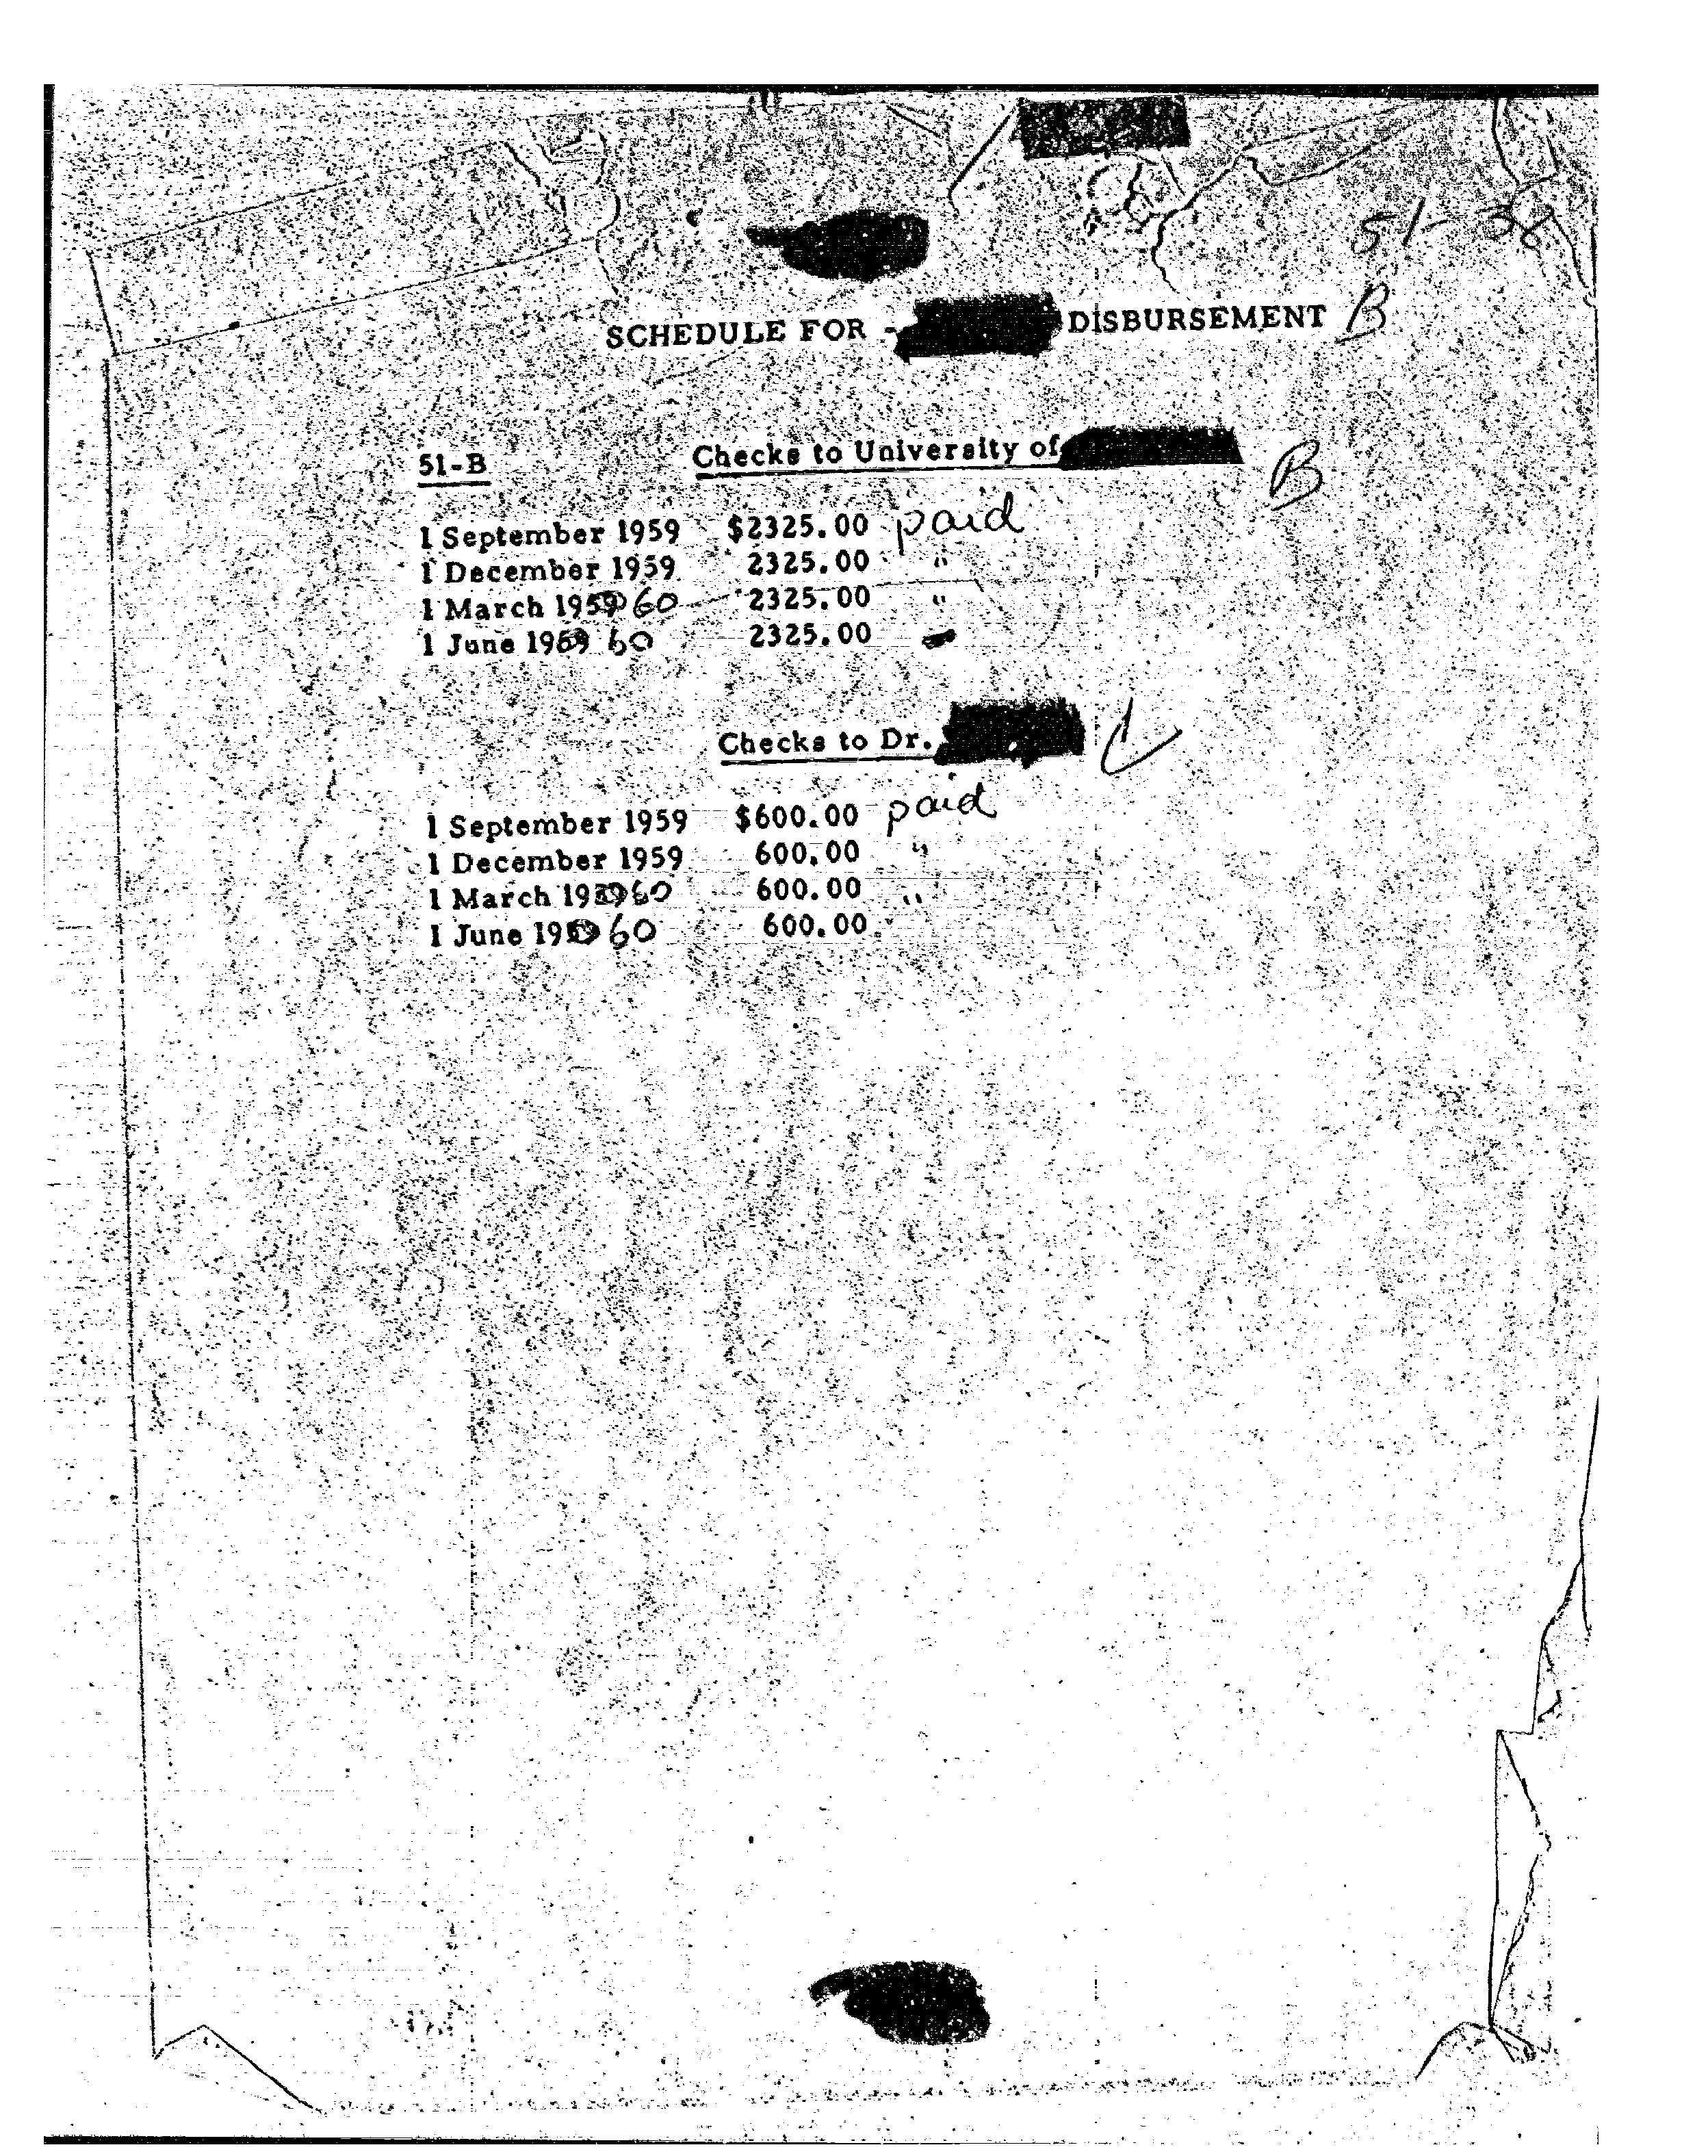 51-38
SCHEDULE FOR - DISBURSEMENT B
51-B Checks to University of B
1 September 1959 $2325.00 paid
1 December 1959 2325.00 "
1 March 1959 60 2325.00 "
1 June 1959 60 2325.00
Checks to Dr. C
1 September 1959 $600.00 paid
1 December 1959 600.00 "
1 March 1959 60 600.00 "
1 June 1959 60 600.00